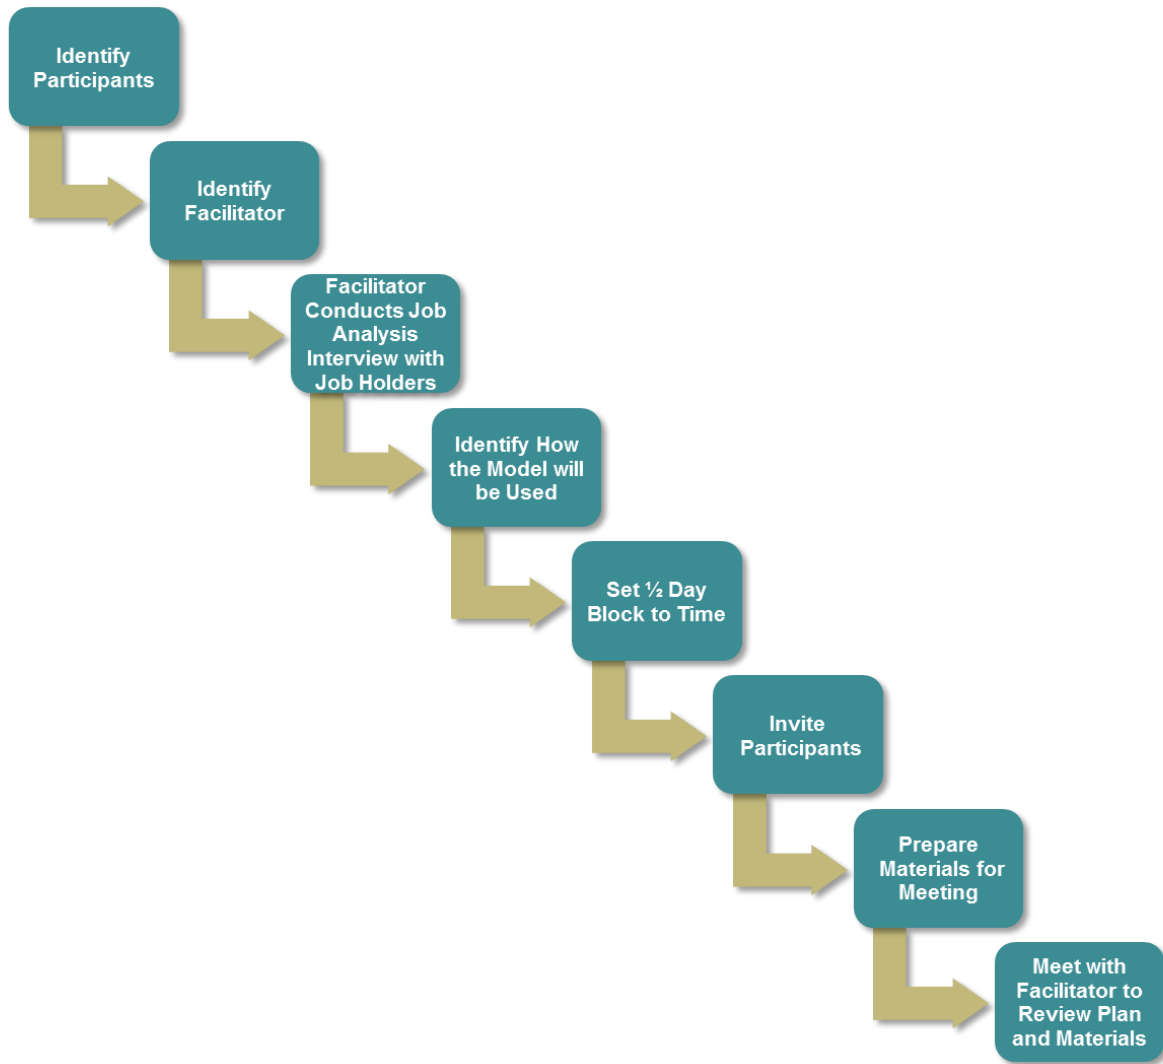 Identify
Participants
Identify
Facilitator
Facilitator
Conducts Job
Analysis
Interview with
Job Holders
Identify How
the Model will
be Used
Set ½ Day
Block to Time
Invite
Participants
Prepare
Materials for
Meeting
Meet with
Facilitator to
Review Plan
and Materials